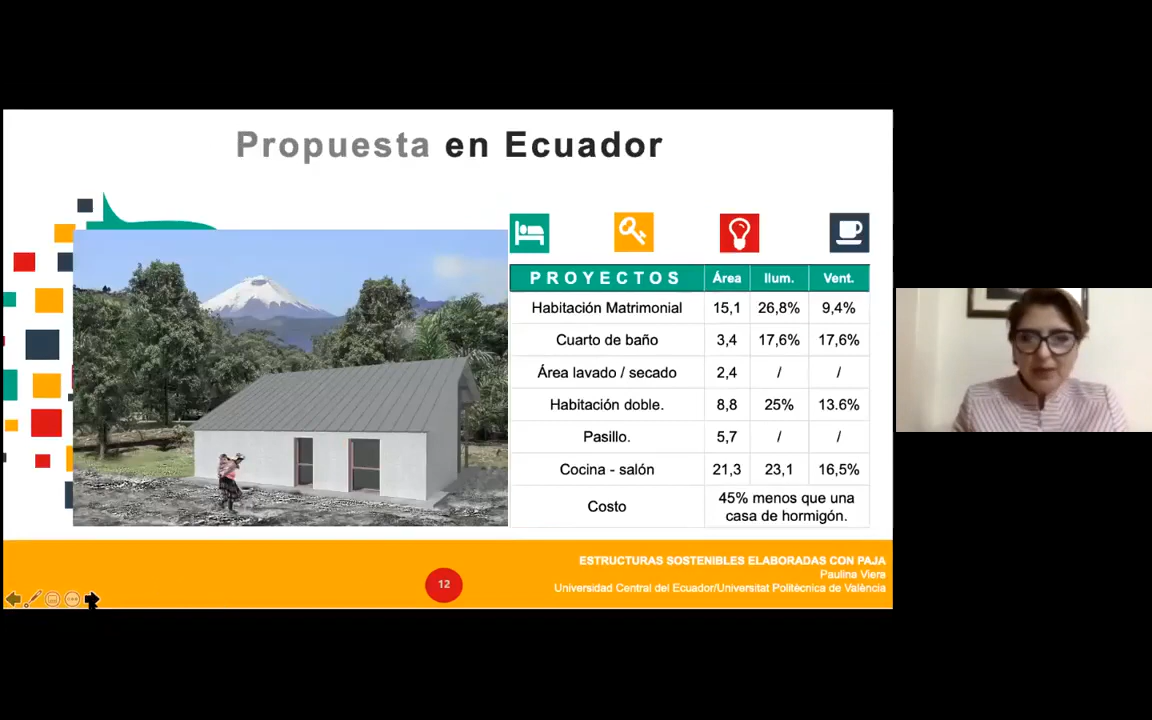 Propuesta en Ecuador
PROYECTOS Área Ilum. Vent.
Habitación Matrimonial 15,1 26,8% 9,4%
Cuarto de baño 3,4 17,6% 17,6%
Área lavado / secado 2,4 / /
Habitación doble. 8,8 25% 13.6%
Pasillo. 5,7 / /
Cocina - salón 21,3 23,1 16,5%
Costo 45% menos que una
casa de hormigón.
ESTRUCTURAS SOSTENIBLES ELABORADAS CON PAJA
Paulina Viera
12
Universidad Central del Ecuador/Universitat Politècnica de València